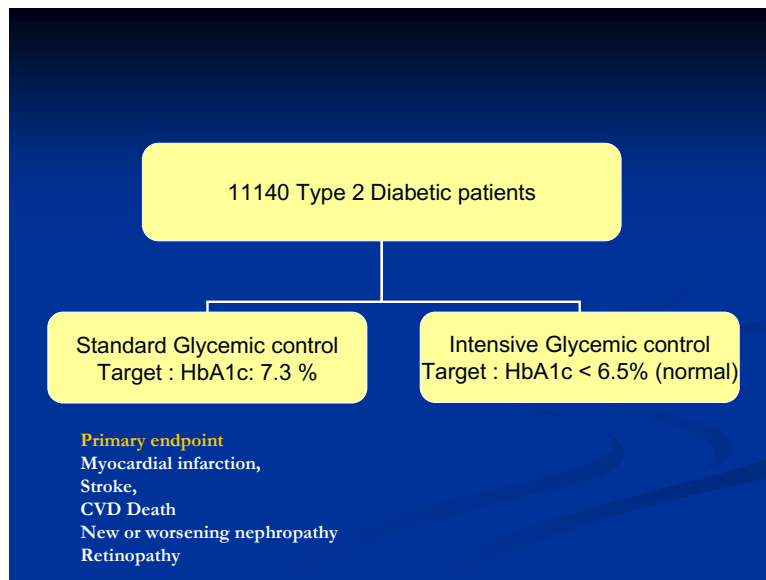 11140 Type 2 Diabetic patients
Standard Glycemic control
Target : HbA1c: 7.3 %
Intensive Glycemic control
Target : HbA1c < 6.5% (normal)
Primary endpoint
Myocardial infarction,
Stroke,
CVD Death
New or worsening nephropathy
Retinopathy